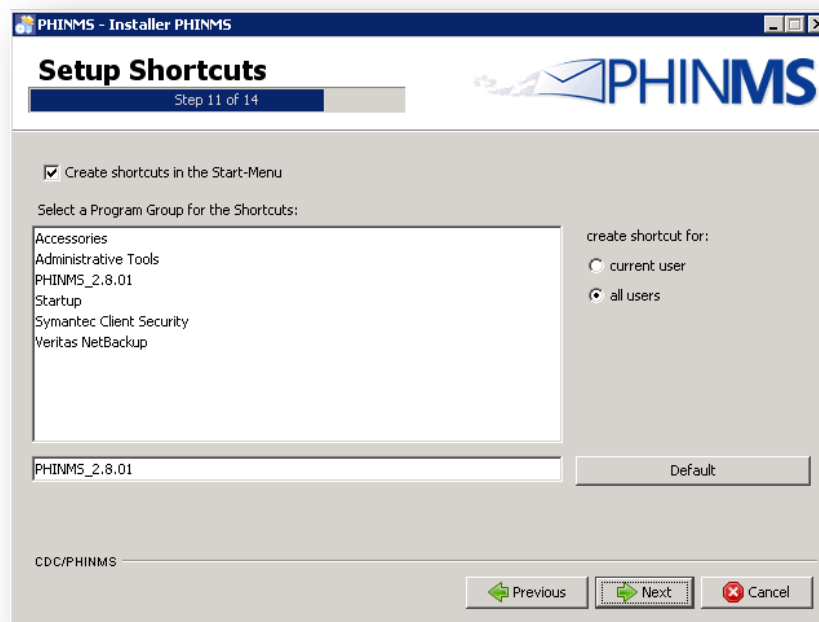 PHINMS - Installer PHINMS
Setup Shortcuts
Step 11 of 14
PHINMS
Create shortcuts in the Start-Menu
Select a Program Group for the Shortcuts:
Accessories
Administrative Tools
PHINMS_2.8.01
Startup
Symantec Client Security
Veritas NetBackup
create shortcut for:
current user
all users
PHINMS_2.8.01
Default
CDC/PHINMS
Previous
Next
Cancel